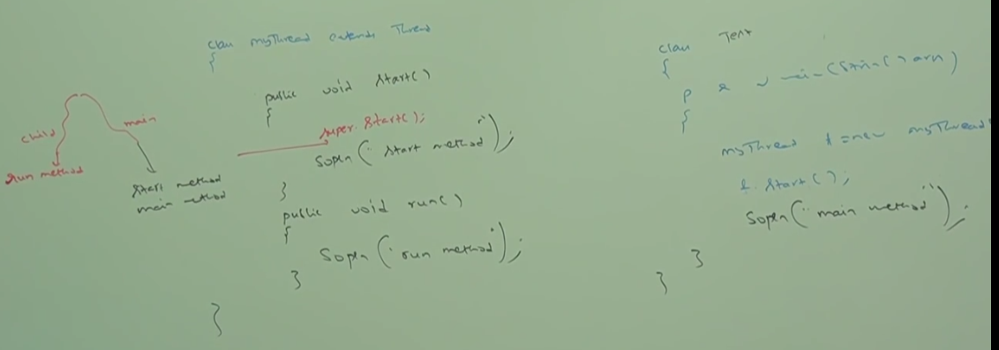 class myThread extends Thread
{
public void start()
{
super.start();
Sopln("start method");
}
public void run()
{
Sopln("run method");
}
}
child
main
run method
start method
main method
class Test
{
p s v main(String[] args)
{
myThread t = new myThread
t.start();
Sopln("main method");
}
}